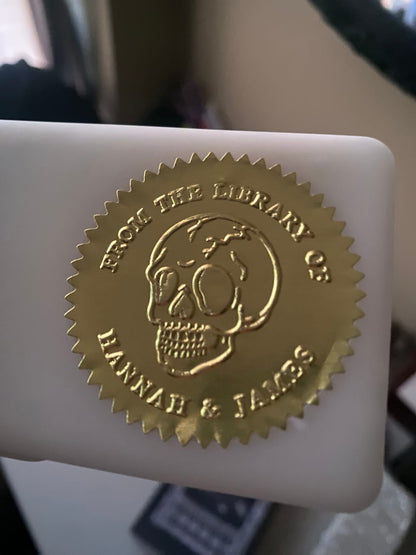 FROM THE LIBRARY OF
HANNAH & JAMES